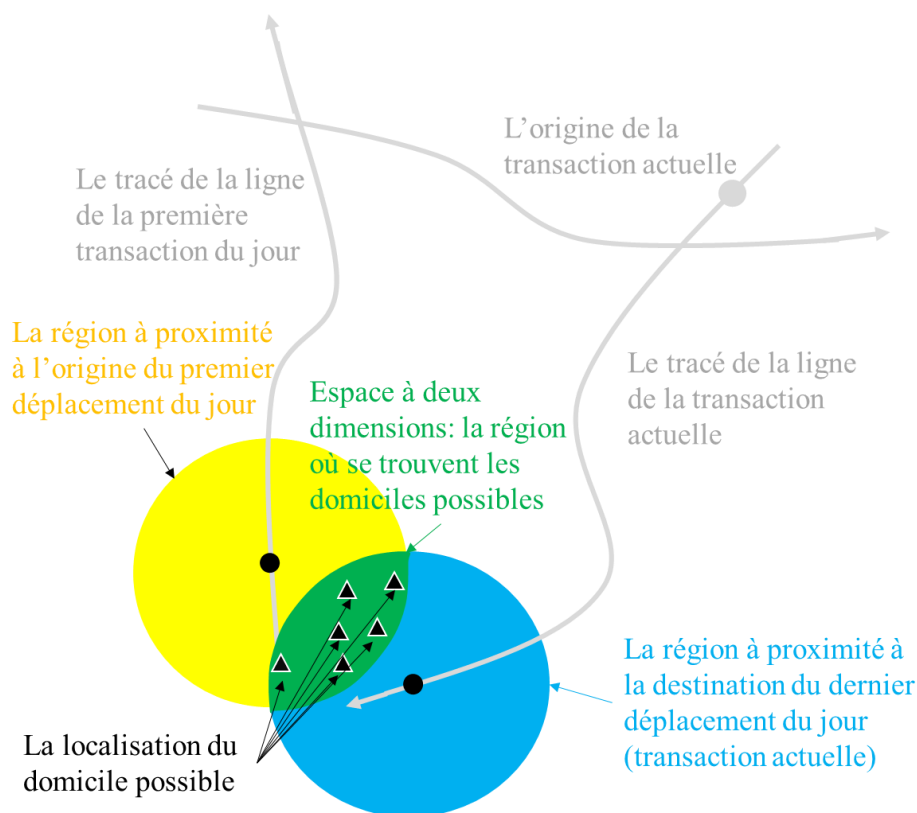 L’origine de la
transaction actuelle
Le tracé de la ligne
de la première
transaction du jour
La région à proximité
à l’origine du premier
déplacement du jour
Le tracé de la ligne
de la transaction
actuelle
Espace à deux
dimensions: la région
où se trouvent les
domiciles possibles
La région à proximité à
la destination du dernier
déplacement du jour
(transaction actuelle)
La localisation du
domicile possible